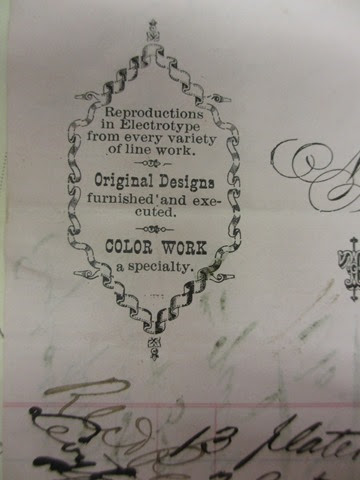 Reproductions
in Electrotype
from every variety
of line work.
Original Designs
furnished and exe-
cuted.
COLOR WORK
a specialty.
Rec'd 13 plates